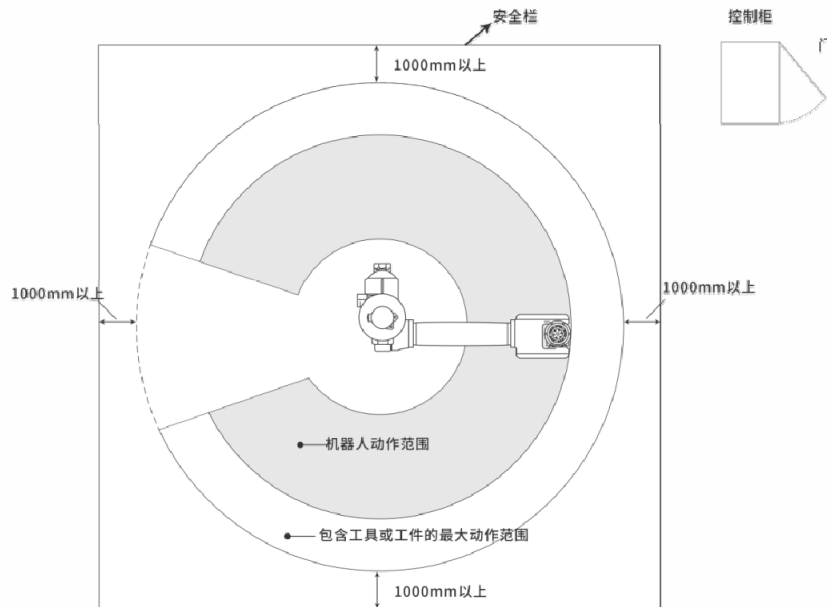 安全栏
控制柜
门
1000mm以上
1000mm以上
1000mm以上
机器人动作范围
包含工具或工件的最大动作范围
1000mm以上